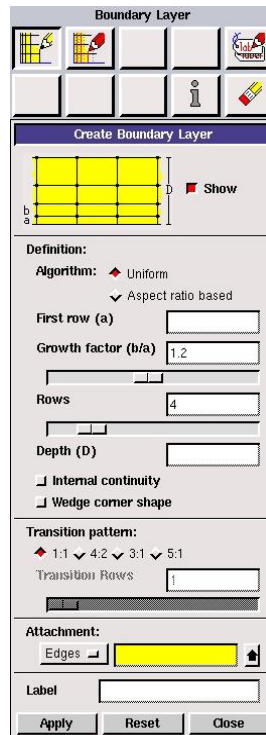 Boundary Layer
label
Create Boundary Layer
D
Show
b
a
Definition:
Algorithm: Uniform
Aspect ratio based
First row (a)
Growth factor (b/a) 1.2
Rows 4
Depth (D)
Internal continuity
Wedge corner shape
Transition pattern:
1:1 4:2 3:1 5:1
Transition Rows 1
Attachment:
Edges
Label
Apply Reset Close